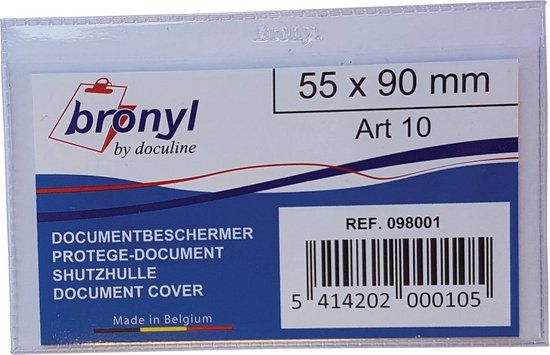 bronyl
bronyl
by doculine
55 x 90 mm
Art 10
DOCUMENTBESCHERMER
PROTEGE-DOCUMENT
SHUTZHULLE
DOCUMENT COVER
Made in Belgium
REF. 098001
5 414202 000105